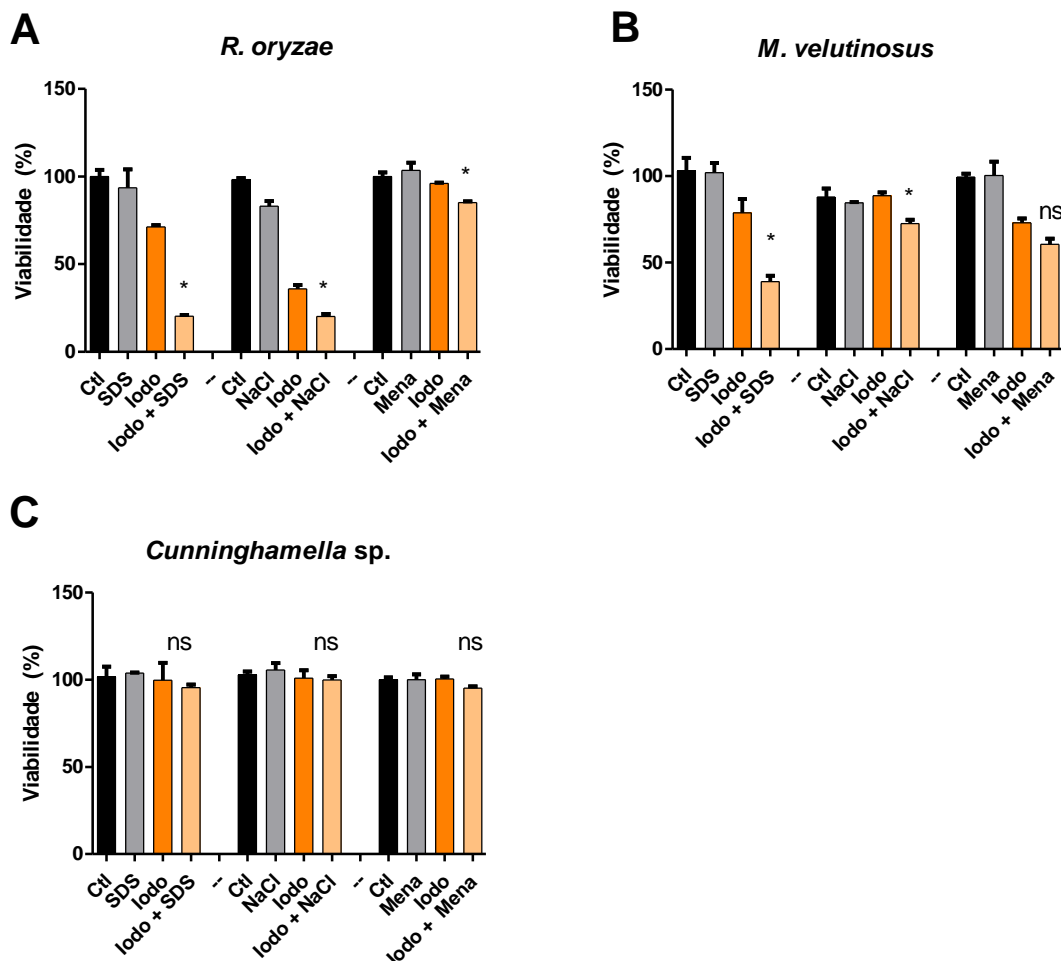 A
R. oryzae
Viabilidade (%)
150
100
50
0
*
*
*
Ctl
SDS
Iodo
Iodo + SDS
--
Ctl
NaCl
Iodo
Iodo + NaCl
--
Ctl
Mena
Iodo
Iodo + Mena
B
M. velutinosus
Viabilidade (%)
150
100
50
0
*
*
ns
Ctl
SDS
Iodo
Iodo + SDS
--
Ctl
NaCl
Iodo
Iodo + NaCl
--
Ctl
Mena
Iodo
Iodo + Mena
C
Cunninghamella sp.
Viabilidade (%)
150
100
50
0
ns
ns
ns
Ctl
SDS
Iodo
Iodo + SDS
--
Ctl
NaCl
Iodo
Iodo + NaCl
--
Ctl
Mena
Iodo
Iodo + Mena